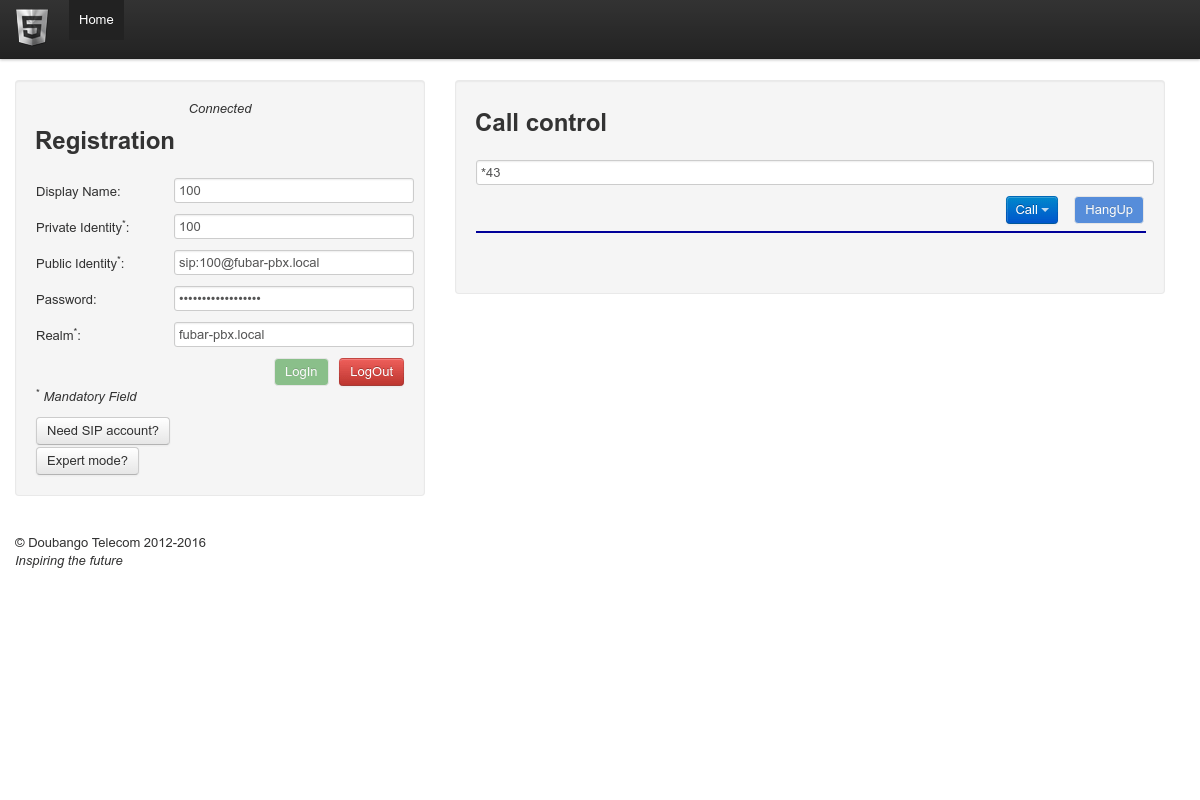 Home
Connected
Registration
Display Name: 100
Private Identity*: 100
Public Identity*: sip:100@fubar-pbx.local
Password: ••••••••••••••••••
Realm*: fubar-pbx.local
LogIn LogOut
* Mandatory Field
Need SIP account?
Expert mode?
Call control
*43
Call HangUp
© Doubango Telecom 2012-2016
Inspiring the future